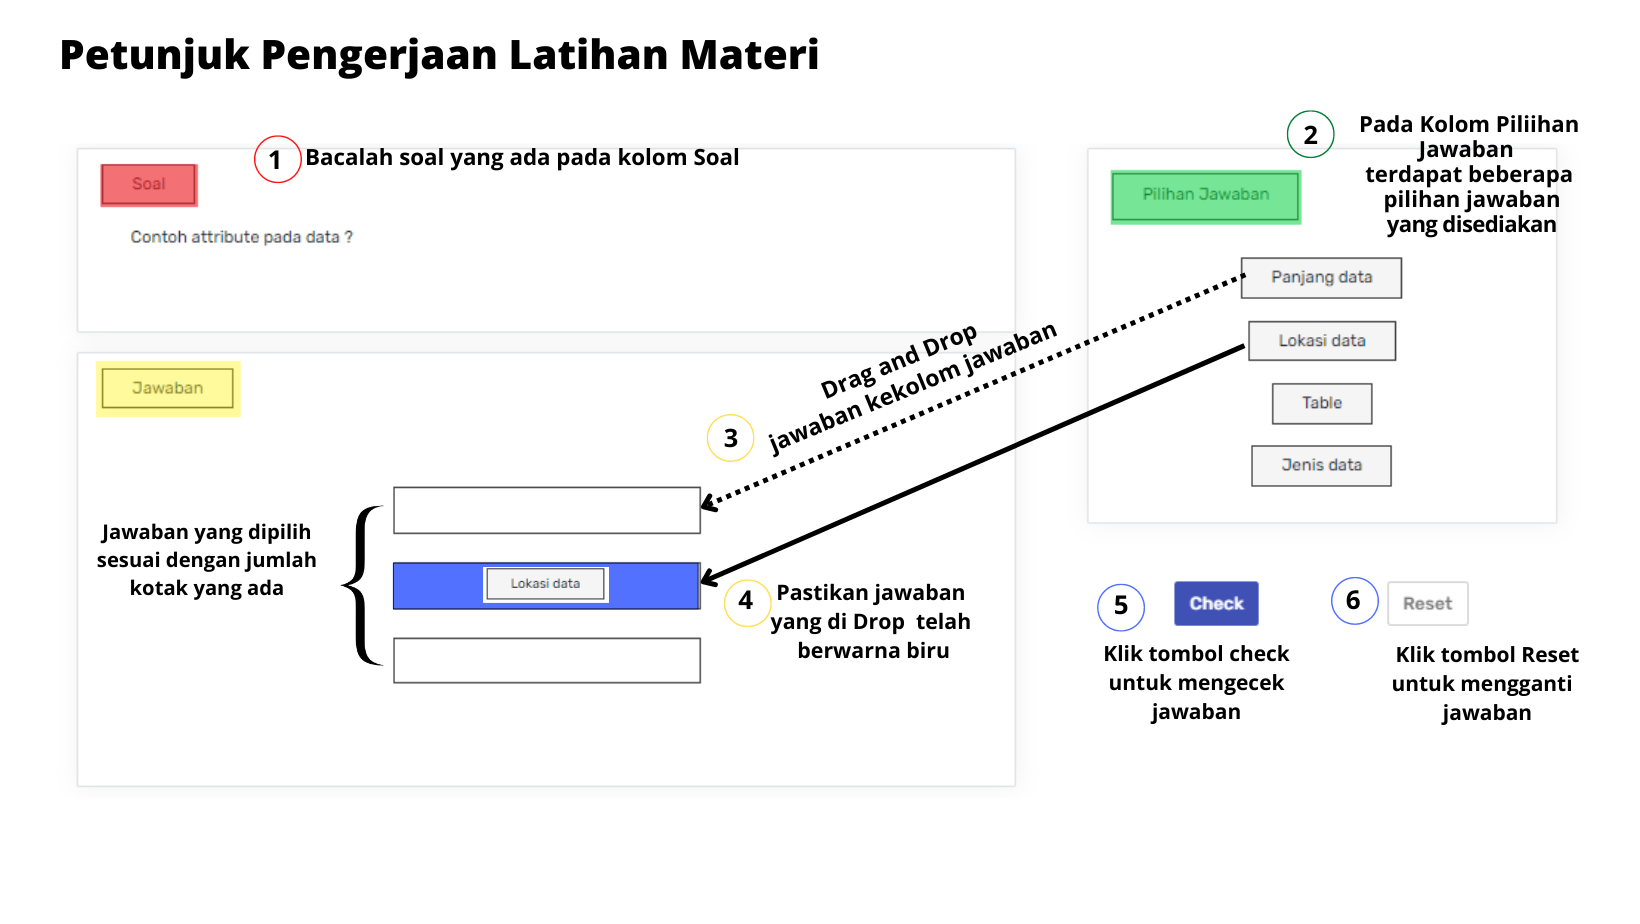 Petunjuk Pengerjaan Latihan Materi
1
Bacalah soal yang ada pada kolom Soal
Soal
Contoh attribute pada data ?
2
Pada Kolom Piliihan
Jawaban
terdapat beberapa
pilihan jawaban
yang disediakan
Pilihan Jawaban
Panjang data
Lokasi data
Table
Jenis data
Jawaban
3
Drag and Drop
jawaban kekolom jawaban
Jawaban yang dipilih
sesuai dengan jumlah
kotak yang ada
Lokasi data
4
Pastikan jawaban
yang di Drop telah
berwarna biru
5
Check
Klik tombol check
untuk mengecek
jawaban
6
Reset
Klik tombol Reset
untuk mengganti
jawaban